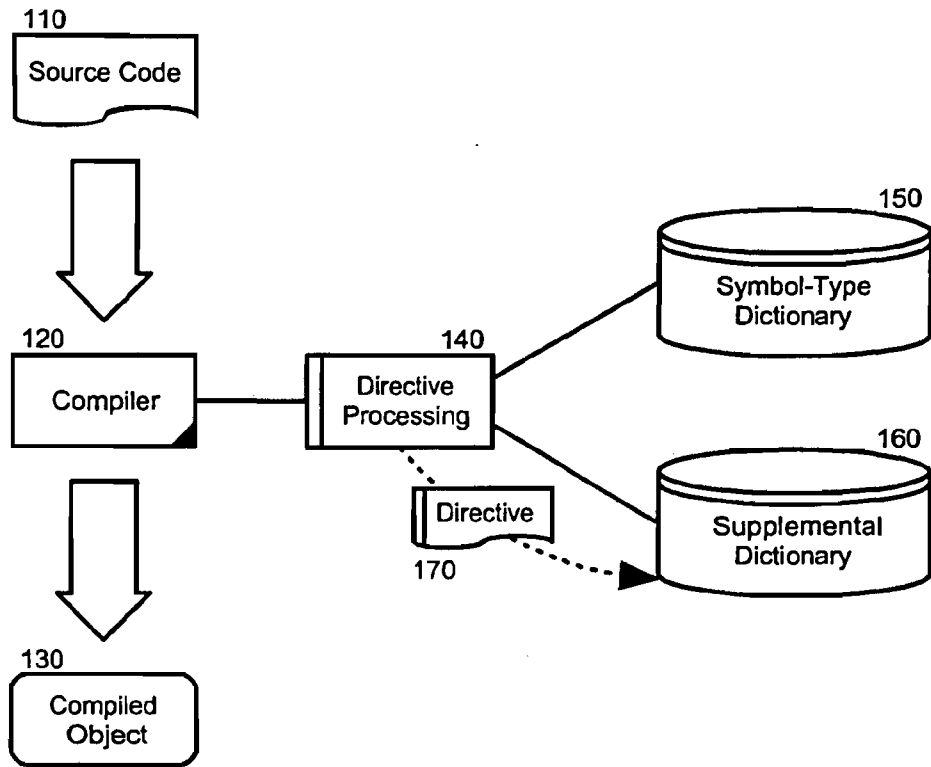 110
Source Code
150
Symbol-Type
Dictionary
120
Compiler
140
Directive
Processing
160
Supplemental
Dictionary
Directive
170
130
Compiled
Object